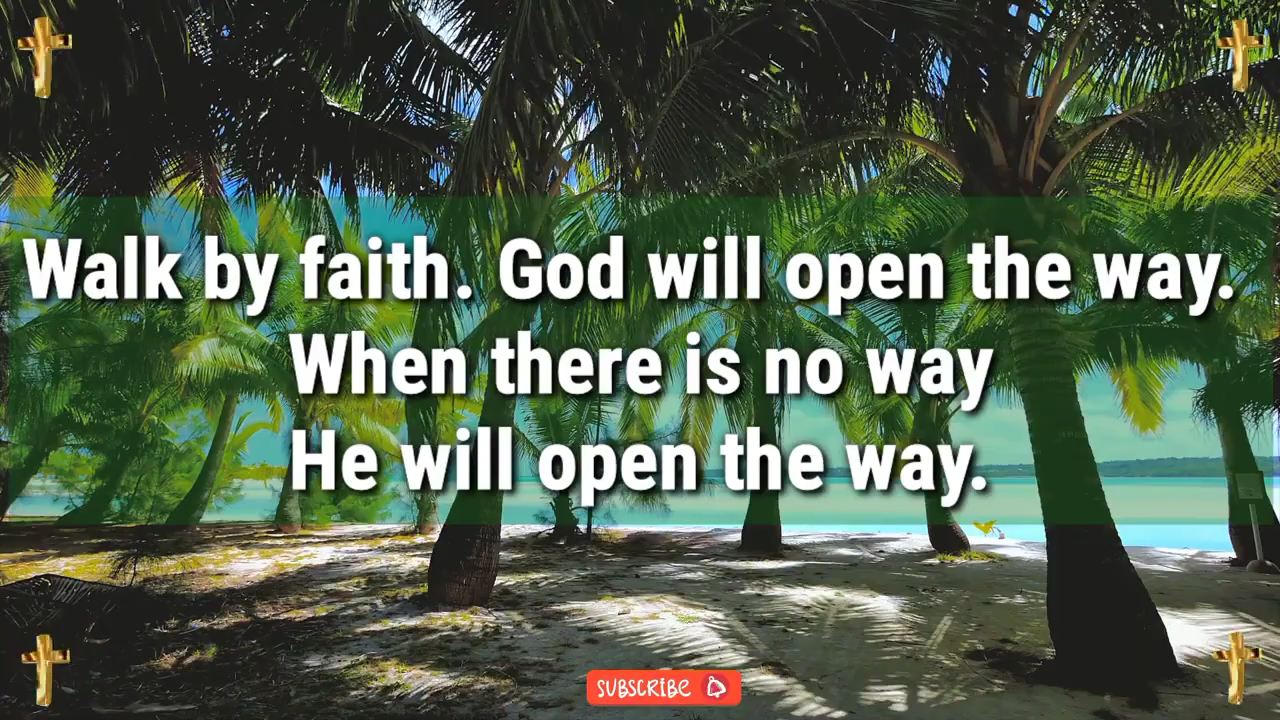 Walk by faith. God will open the way.
When there is no way
He will open the way.
SUBSCRIBE